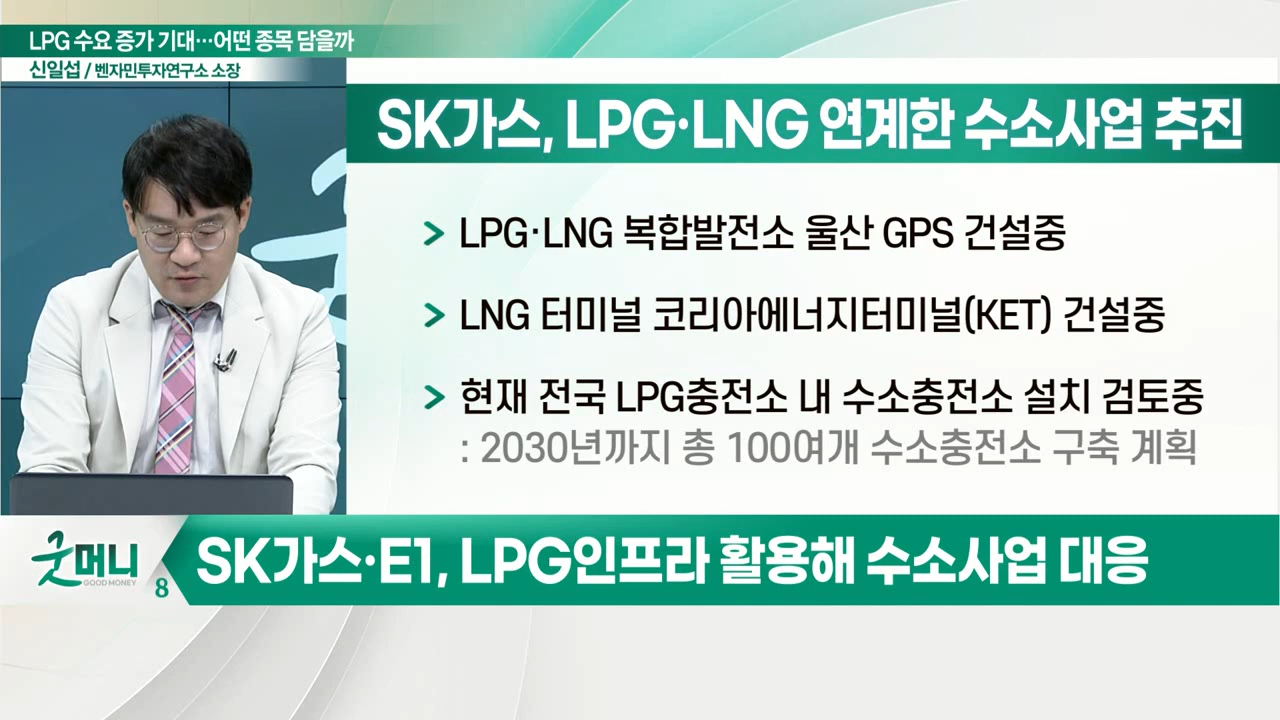 LPG 수요 증가 기대…어떤 종목 담을까
신일섭 / 벤자민투자연구소 소장
SK가스, LPG·LNG 연계한 수소사업 추진
> LPG·LNG 복합발전소 울산 GPS 건설중
> LNG 터미널 코리아에너지터미널(KET) 건설중
> 현재 전국 LPG충전소 내 수소충전소 설치 검토중
: 2030년까지 총 100여개 수소충전소 구축 계획
굿머니
GOOD MONEY
8
SK가스·E1, LPG인프라 활용해 수소사업 대응